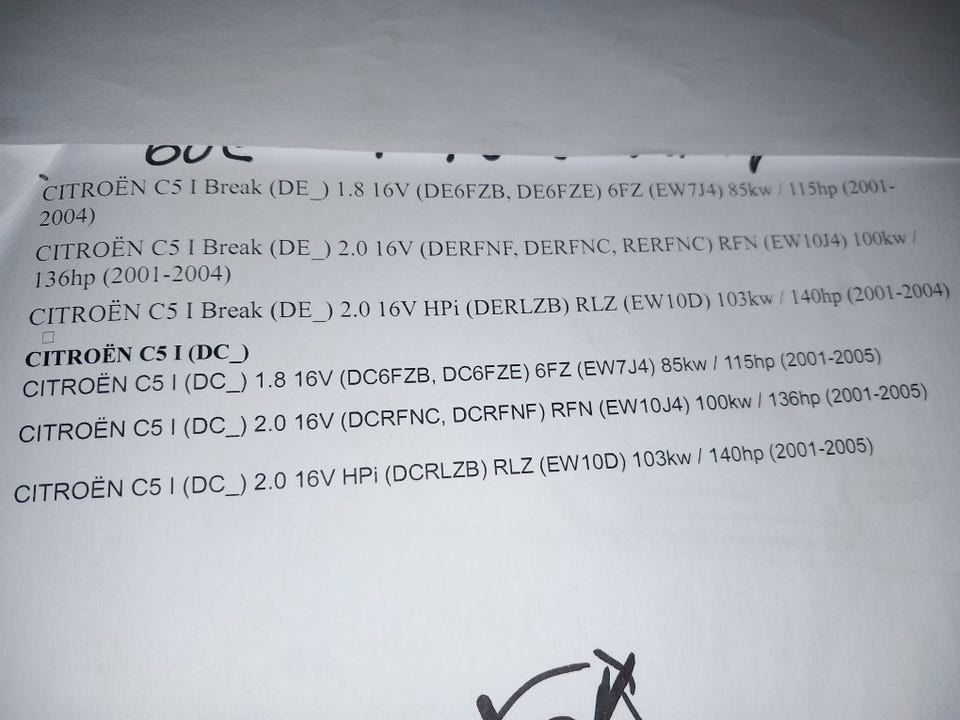 CITROËN C5 I Break (DE_) 1.8 16V (DE6FZB, DE6FZE) 6FZ (EW7J4) 85kw / 115hp (2001-
2004)
CITROËN C5 I Break (DE_) 2.0 16V (DERFNF, DERFNC, RERFNC) RFN (EW10J4) 100kw /
136hp (2001-2004)
CITROËN C5 I Break (DE_) 2.0 16V HPi (DERLZB) RLZ (EW10D) 103kw / 140hp (2001-2004)
CITROËN C5 I (DC_)
CITROËN C5 I (DC_) 1.8 16V (DC6FZB, DC6FZE) 6FZ (EW7J4) 85kw / 115hp (2001-2005)
CITROËN C5 I (DC_) 2.0 16V (DCRFNC, DCRFNF) RFN (EW10J4) 100kw / 136hp (2001-2005)
CITROËN C5 I (DC_) 2.0 16V HPi (DCRLZB) RLZ (EW10D) 103kw / 140hp (2001-2005)